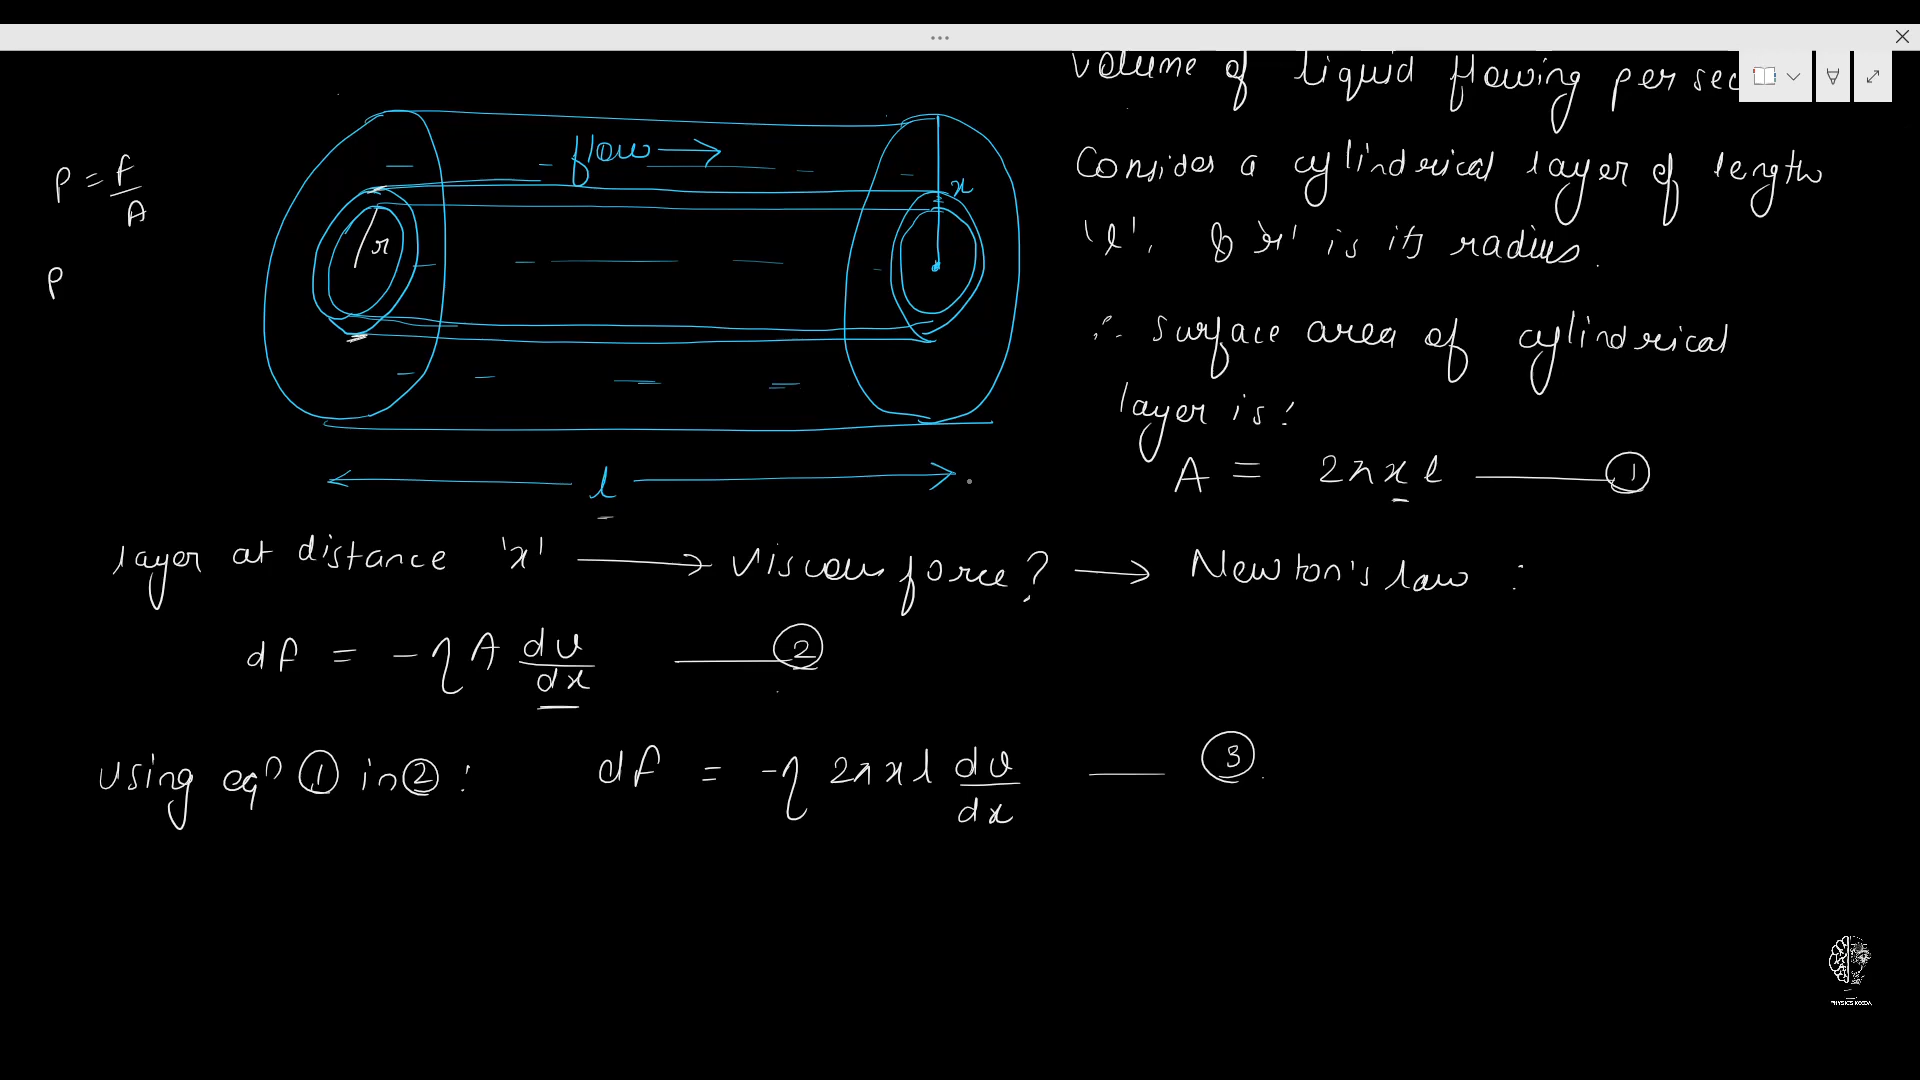 volume of liquid flowing per sec
Consider a cylindrical layer of length
'l'. & 'r' is its radius.
∴ surface area of cylindrical
layer is:
A = 2πxl ——— ①
flow →
x
r
P = F/A
P
l
layer at distance 'x' → Viscous force? → Newton's law :
df = -η A dv/dx ——— ②
using eqn ① in ② : df = -η 2πxl dv/dx —— ③
PHYSICS KOODA